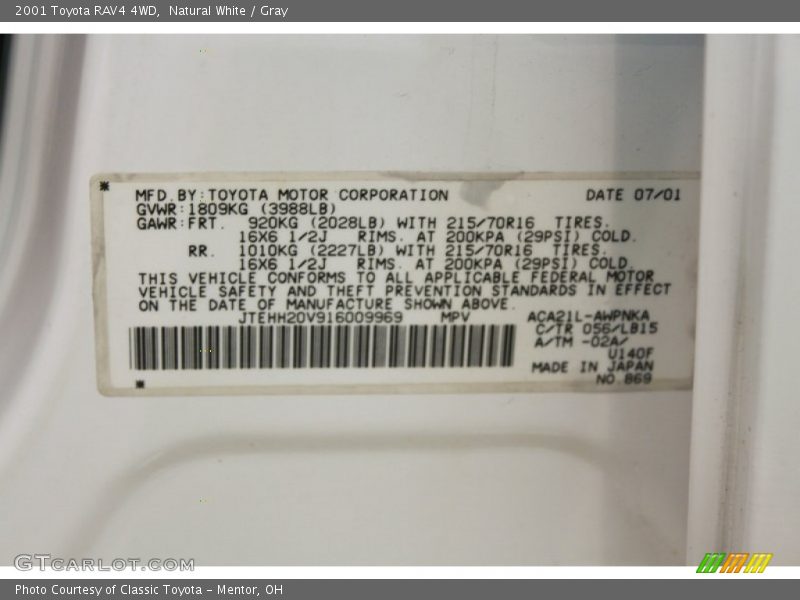 2001 Toyota RAV4 4WD, Natural White / Gray
MFD.BY:TOYOTA MOTOR CORPORATION DATE 07/01
GVWR:1809KG (3988LB)
GAWR:FRT. 920KG (2028LB) WITH 215/70R16 TIRES.
16X6 1/2J RIMS. AT 200KPA (29PSI) COLD.
RR. 1010KG (2227LB) WITH 215/70R16 TIRES.
16X6 1/2J RIMS. AT 200KPA (29PSI) COLD.
THIS VEHICLE CONFORMS TO ALL APPLICABLE FEDERAL MOTOR
VEHICLE SAFETY AND THEFT PREVENTION STANDARDS IN EFFECT
ON THE DATE OF MANUFACTURE SHOWN ABOVE.
JTEHH20V916009969 MPV ACA21L-AWPNKA
C/TR 056/LB15
A/TM -02A/
U140F
MADE IN JAPAN
NO.869
GTCARLOT.COM
Photo Courtesy of Classic Toyota - Mentor, OH